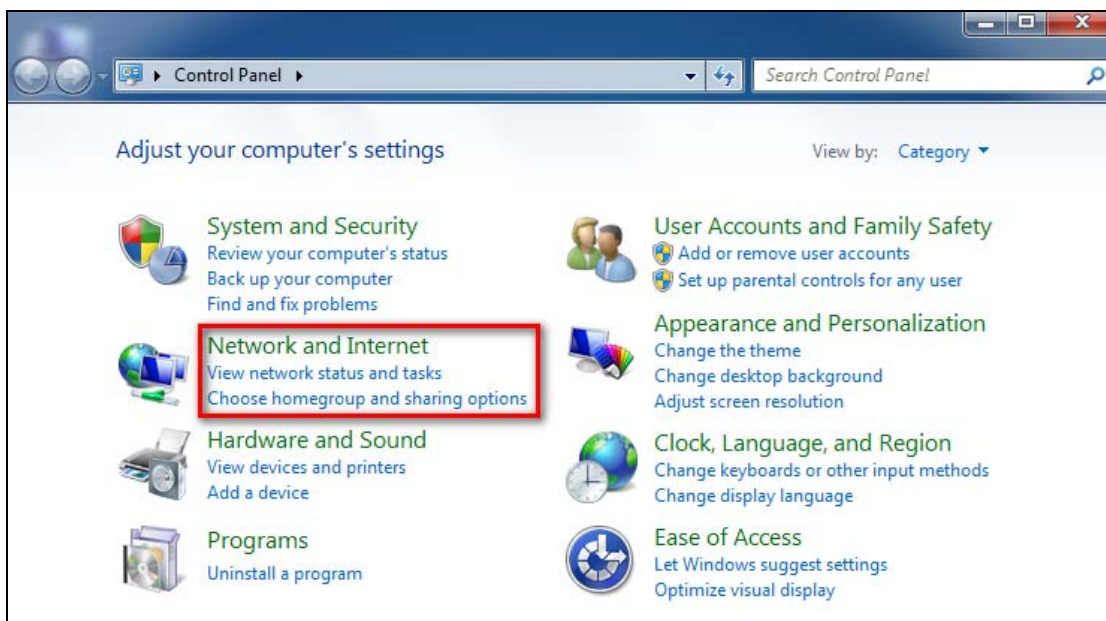 Control Panel
Search Control Panel
Adjust your computer's settings
View by: Category
System and Security
Review your computer's status
Back up your computer
Find and fix problems
Network and Internet
View network status and tasks
Choose homegroup and sharing options
Hardware and Sound
View devices and printers
Add a device
Programs
Uninstall a program
User Accounts and Family Safety
Add or remove user accounts
Set up parental controls for any user
Appearance and Personalization
Change the theme
Change desktop background
Adjust screen resolution
Clock, Language, and Region
Change keyboards or other input methods
Change display language
Ease of Access
Let Windows suggest settings
Optimize visual display